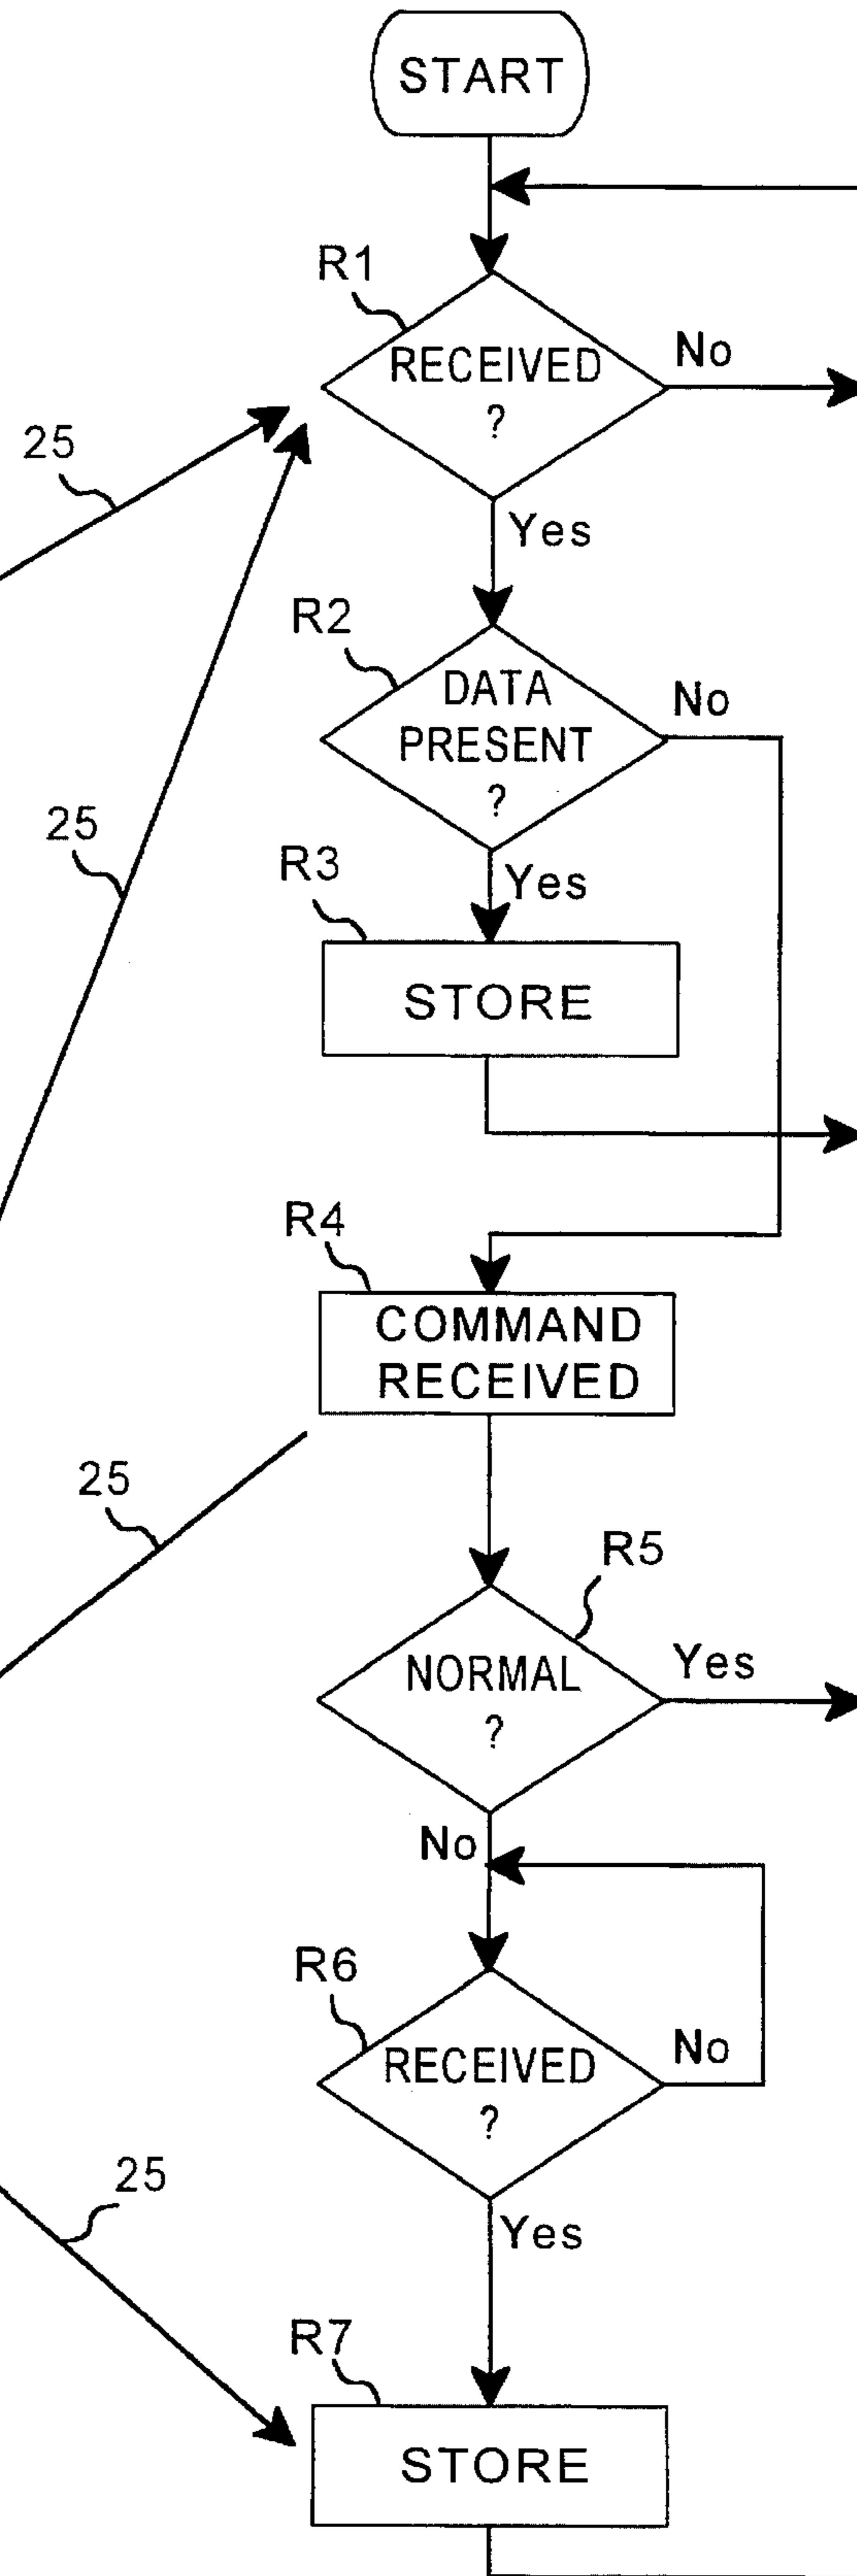 START
R1
RECEIVED
?
No
25
Yes
R2
DATA
PRESENT
?
No
25
R3
Yes
STORE
R4
COMMAND
RECEIVED
25
R5
NORMAL
?
Yes
No
R6
RECEIVED
?
No
25
Yes
R7
STORE